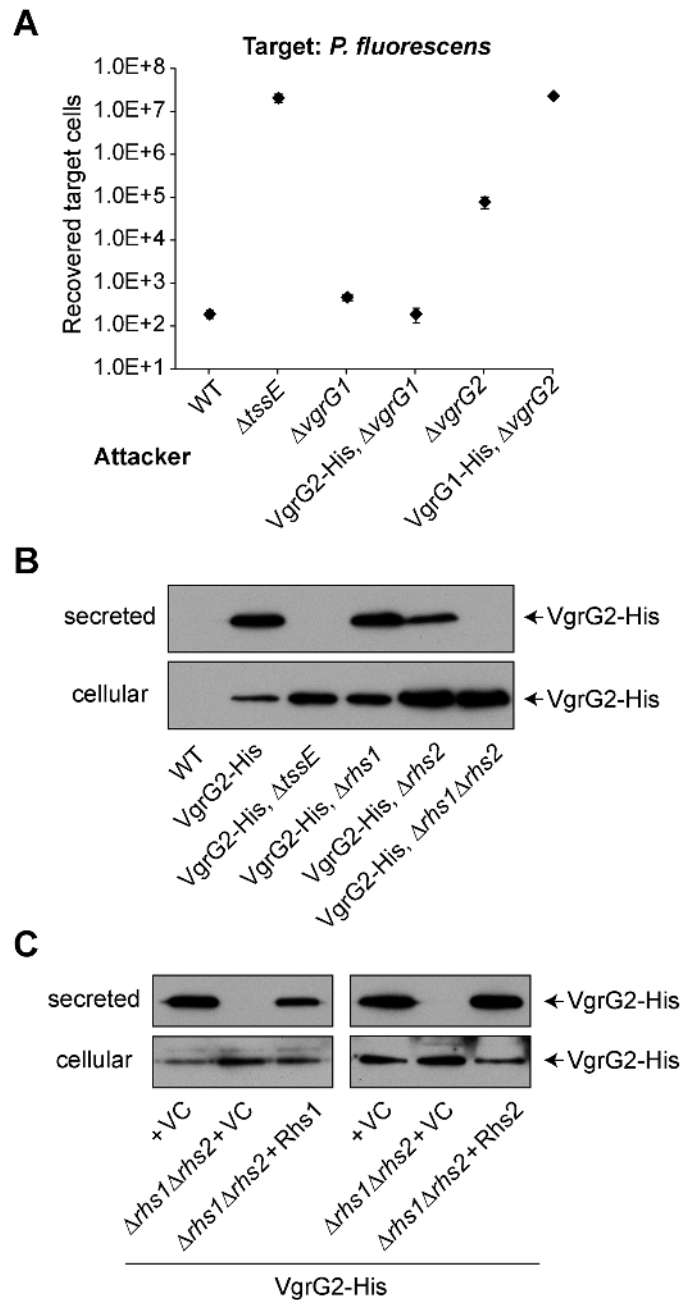 A
Target: P. fluorescens
Recovered target cells
1.0E+8
1.0E+7
1.0E+6
1.0E+5
1.0E+4
1.0E+3
1.0E+2
1.0E+1
WT
ΔtssE
ΔvgrG1
VgrG2-His, ΔvgrG1
ΔvgrG2
VgrG1-His, ΔvgrG2
Attacker
B
secreted
VgrG2-His
cellular
VgrG2-His
WT
VgrG2-His
VgrG2-His, ΔtssE
VgrG2-His, Δrhs1
VgrG2-His, Δrhs2
VgrG2-His, Δrhs1Δrhs2
C
secreted
VgrG2-His
cellular
VgrG2-His
+VC
Δrhs1Δrhs2+VC
Δrhs1Δrhs2+Rhs1
+VC
Δrhs1Δrhs2+VC
Δrhs1Δrhs2+Rhs2
VgrG2-His